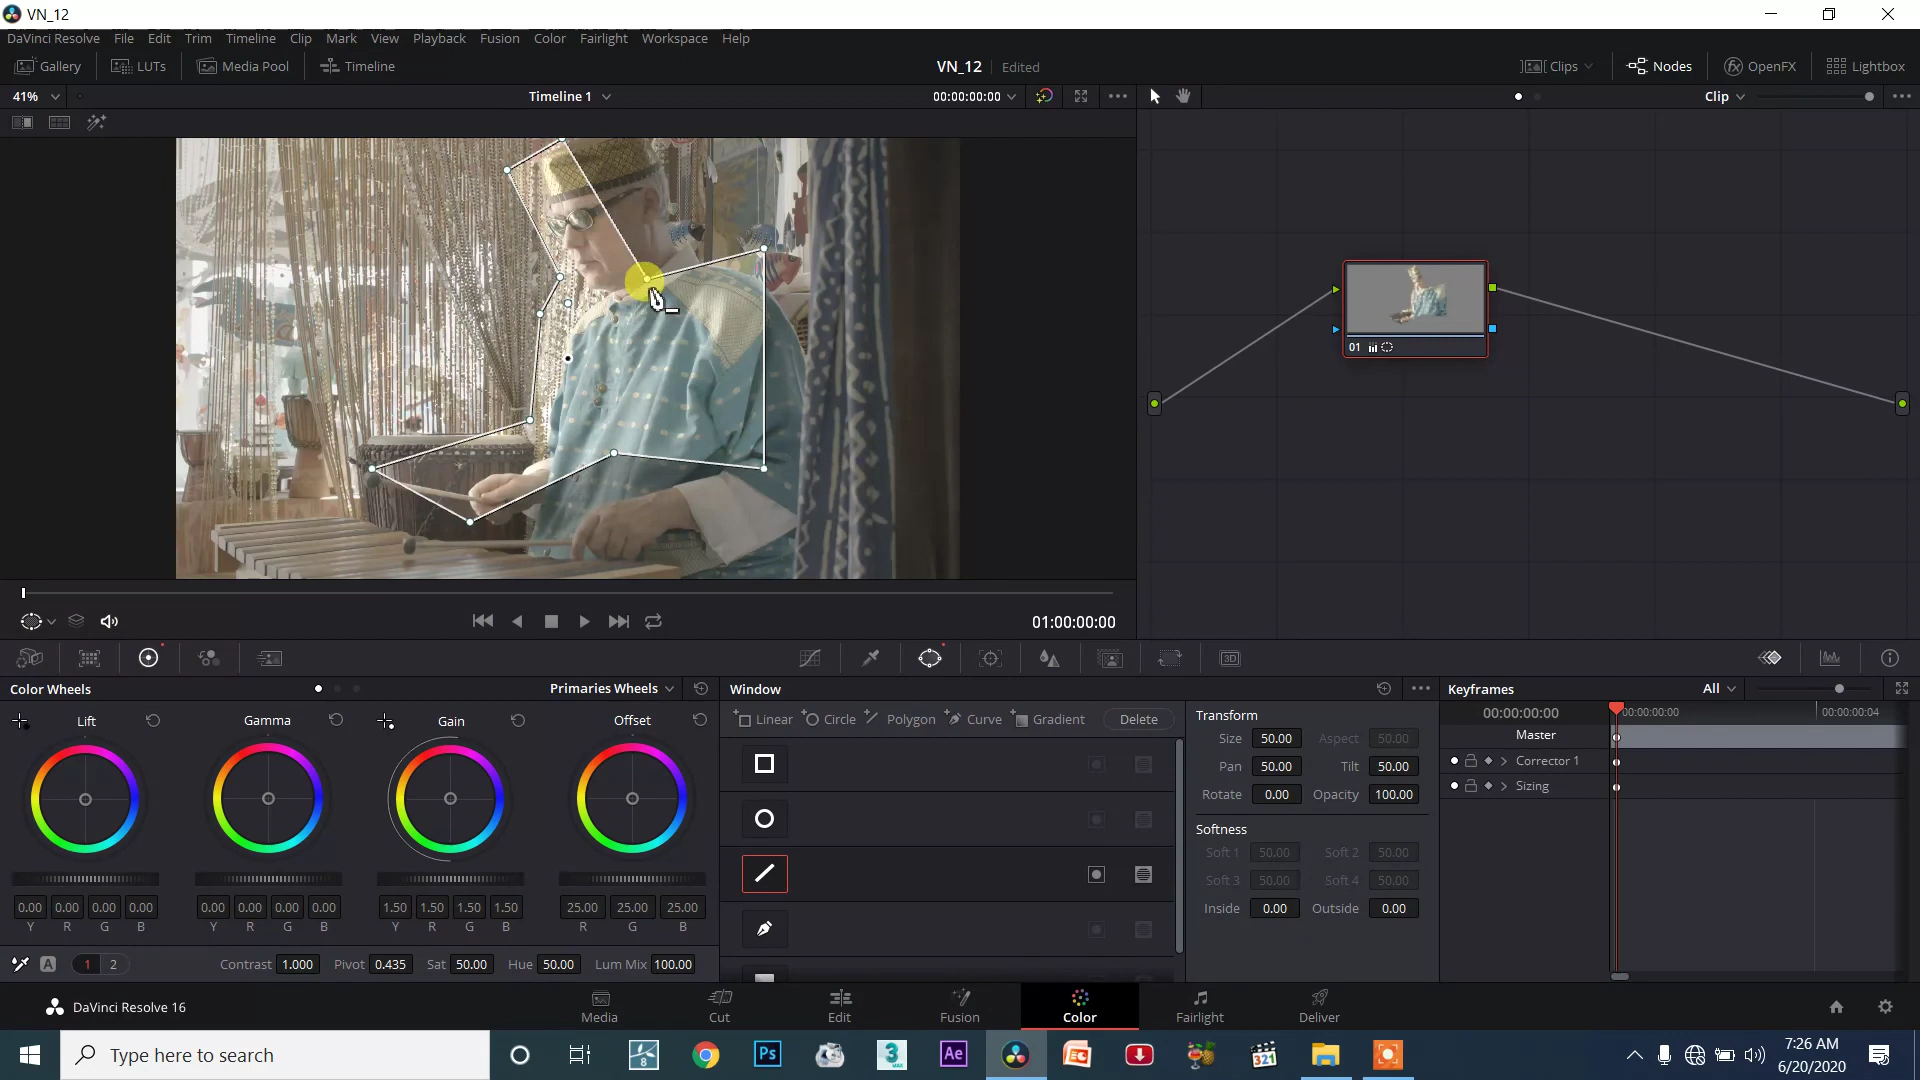 VN_12
DaVinci Resolve File Edit Trim Timeline Clip Mark View Playback Fusion Color Fairlight Workspace Help
Gallery LUTs Media Pool Timeline VN_12 Edited Clips Nodes OpenFX Lightbox
41% Timeline 1 00:00:00:00 Clip
01
01:00:00:00
Color Wheels Primaries Wheels Window Keyframes All
Lift Gamma Gain Offset Linear Circle Polygon Curve Gradient Delete Transform 00:00:00:00 00:00:00:00 00:00:00:04
Size 50.00 Aspect 50.00 Master
Pan 50.00 Tilt 50.00 Corrector 1
Rotate 0.00 Opacity 100.00 Sizing
Softness
Soft 1 50.00 Soft 2 50.00
Soft 3 50.00 Soft 4 50.00
0.00 0.00 0.00 0.00 0.00 0.00 0.00 0.00 1.50 1.50 1.50 1.50 25.00 25.00 25.00 Inside 0.00 Outside 0.00
Y R G B Y R G B Y R G B R G B
A 1 2 Contrast 1.000 Pivot 0.435 Sat 50.00 Hue 50.00 Lum Mix 100.00
DaVinci Resolve 16 Media Cut Edit Fusion Color Fairlight Deliver
Type here to search 8 Ps 3 MAX Ae 321 7:26 AM
6/20/2020
3D